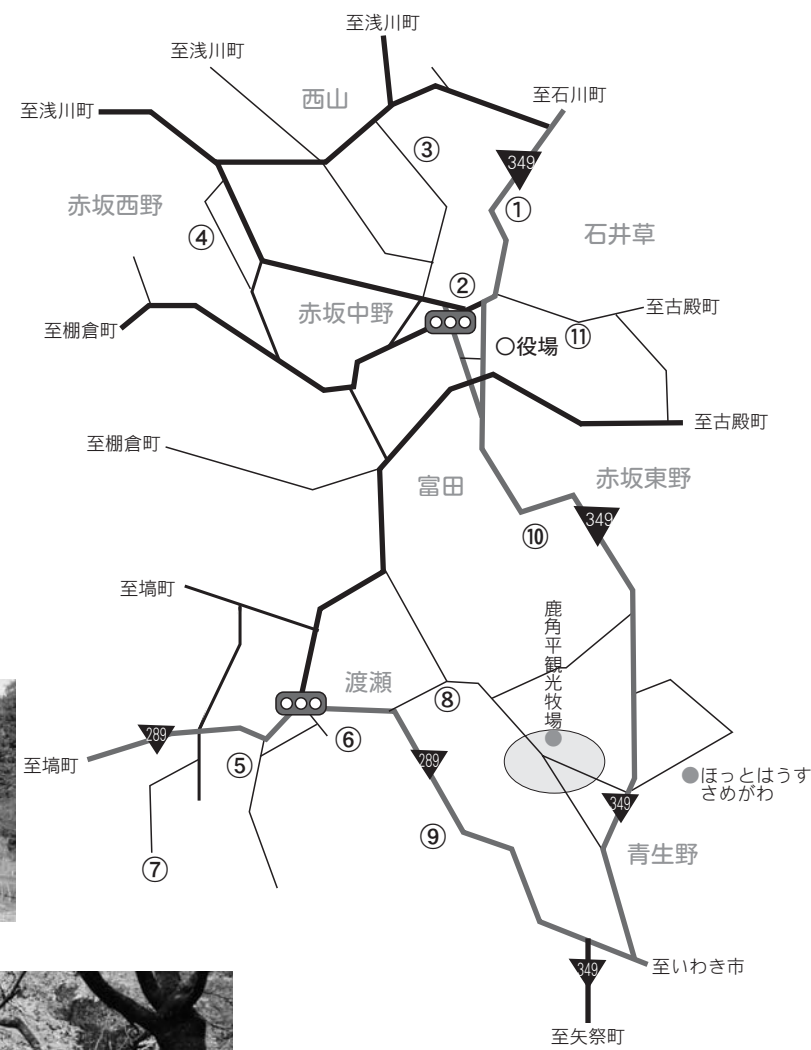 至浅川町
至浅川町
至浅川町
西山
至石川町
③
349
①
赤坂西野
④
石井草
②
赤坂中野
至古殿町
至棚倉町
○役場
⑪
至古殿町
至棚倉町
富田
赤坂東野
349
⑩
至塙町
鹿角平観光牧場
渡瀬
⑧
289
⑥
至塙町
⑤
289
ほっとはうす
さめがわ
349
⑨
青生野
⑦
至いわき市
349
至矢祭町